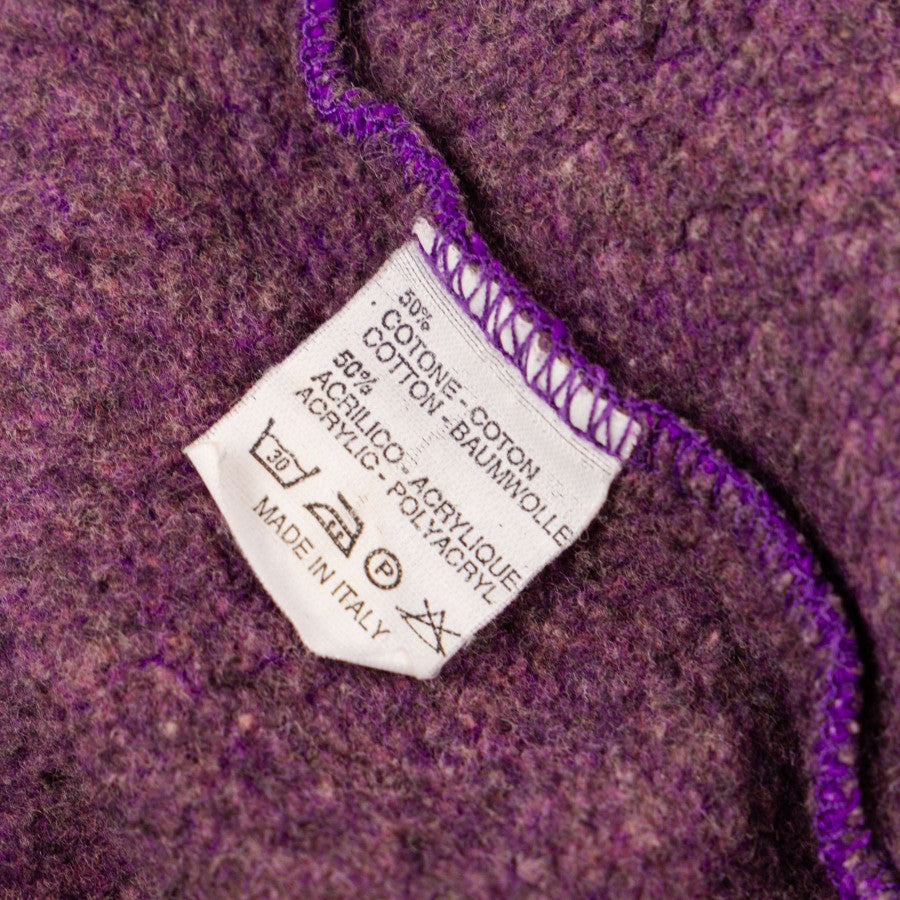 50%
COTONE - COTON
COTTON - BAUMWOLLE
50%
ACRILICO - ACRYLIQUE
ACRYLIC - POLYACRYL
30 P
MADE IN ITALY